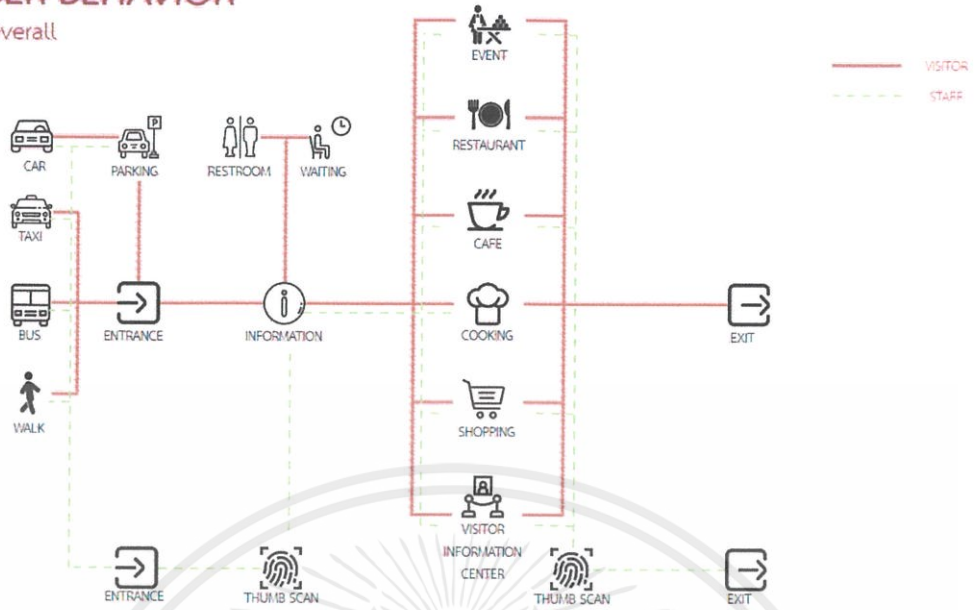 verall
EVENT
VISITOR
STAFF
RESTAURANT
CAR
PARKING
P
RESTROOM
WAITING
TAXI
CAFE
BUS
ENTRANCE
INFORMATION
COOKING
EXIT
WALK
SHOPPING
VISITOR
INFORMATION
CENTER
ENTRANCE
THUMB SCAN
THUMB SCAN
EXIT